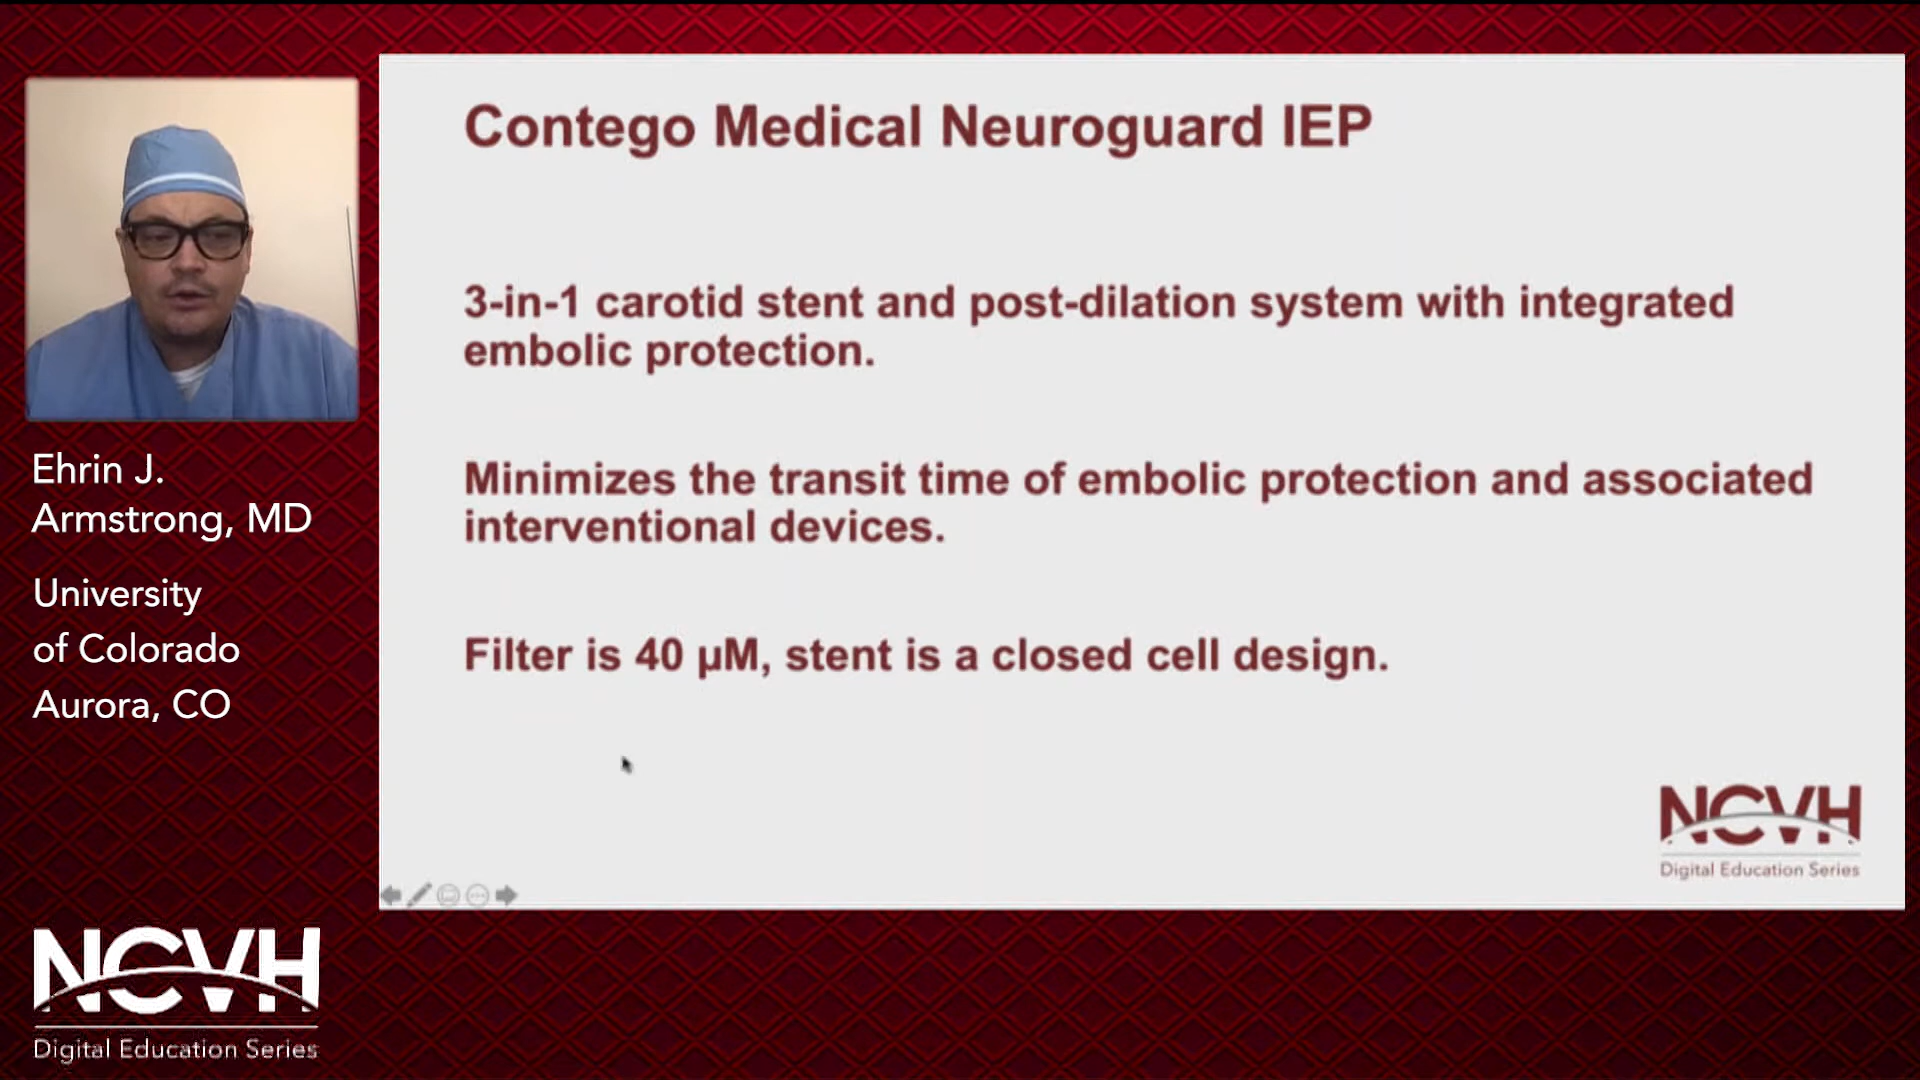 Contego Medical Neuroguard IEP
3-in-1 carotid stent and post-dilation system with integrated
embolic protection.
Minimizes the transit time of embolic protection and associated
interventional devices.
Filter is 40 µM, stent is a closed cell design.
NCVH
Digital Education Series
Ehrin J.
Armstrong, MD
University
of Colorado
Aurora, CO
NCVH
Digital Education Series